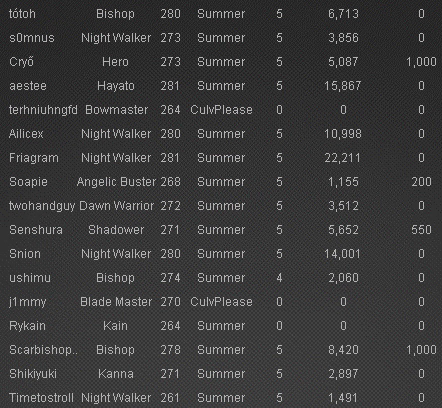 tótoh Bishop 280 Summer 5 6,713 0
s0mnus Night Walker 273 Summer 5 3,856 0
Cryő Hero 273 Summer 5 5,087 1,000
aestee Hayato 281 Summer 5 15,867 0
terhniuhngfd Bowmaster 264 CulvPlease 0 0 0
Ailicex Night Walker 280 Summer 5 10,998 0
Friagram Night Walker 281 Summer 5 22,211 0
Soapie Angelic Buster 268 Summer 5 1,155 200
twohandguy Dawn Warrior 272 Summer 5 3,512 0
Senshura Shadower 271 Summer 5 5,652 550
Snion Night Walker 280 Summer 5 14,001 0
ushimu Bishop 274 Summer 4 2,060 0
j1mmy Blade Master 270 CulvPlease 0 0 0
Rykain Kain 264 Summer 0 0 0
Scarbishop.. Bishop 278 Summer 5 8,420 1,000
Shikiyuki Kanna 271 Summer 5 2,897 0
Timetostroll Night Walker 261 Summer 5 1,491 0